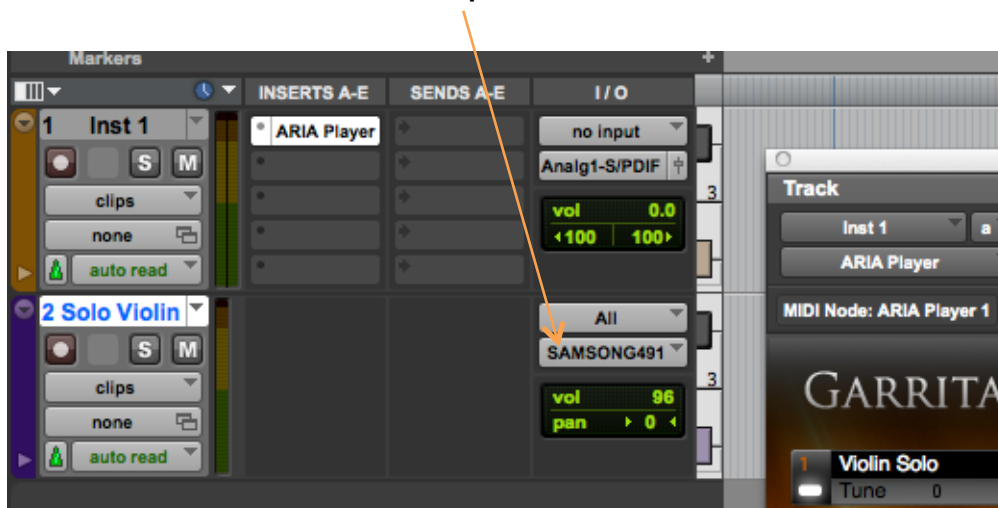 Markers
INSERTS A-E
SENDS A-E
I / O
1 Inst 1
ARIA Player
no input
S M
Analg1-S/PDIF
clips
vol 0.0
none
100 100
auto read
3
2 Solo Violin
All
S M
SAMSONG491
clips
vol 96
none
pan 0
auto read
3
Track
Inst 1
a
ARIA Player
MIDI Node: ARIA Player 1
GARRITA
1 Violin Solo
Tune 0